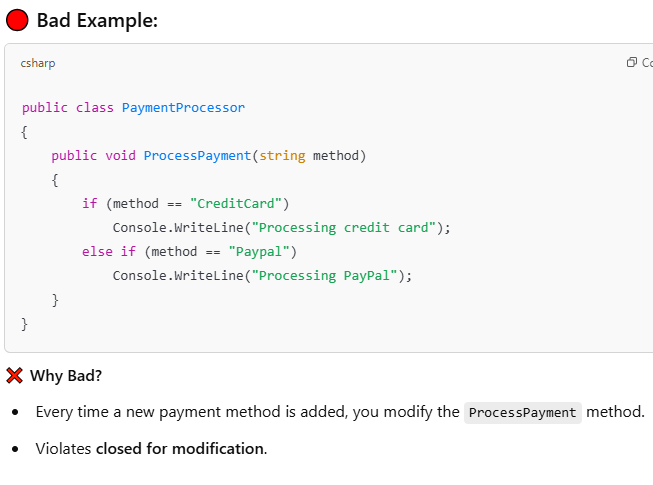 Bad Example:
csharp
Co
public class PaymentProcessor
{
public void ProcessPayment(string method)
{
if (method == "CreditCard")
Console.WriteLine("Processing credit card");
else if (method == "Paypal")
Console.WriteLine("Processing PayPal");
}
}
Why Bad?
Every time a new payment method is added, you modify the ProcessPayment method.
Violates closed for modification.